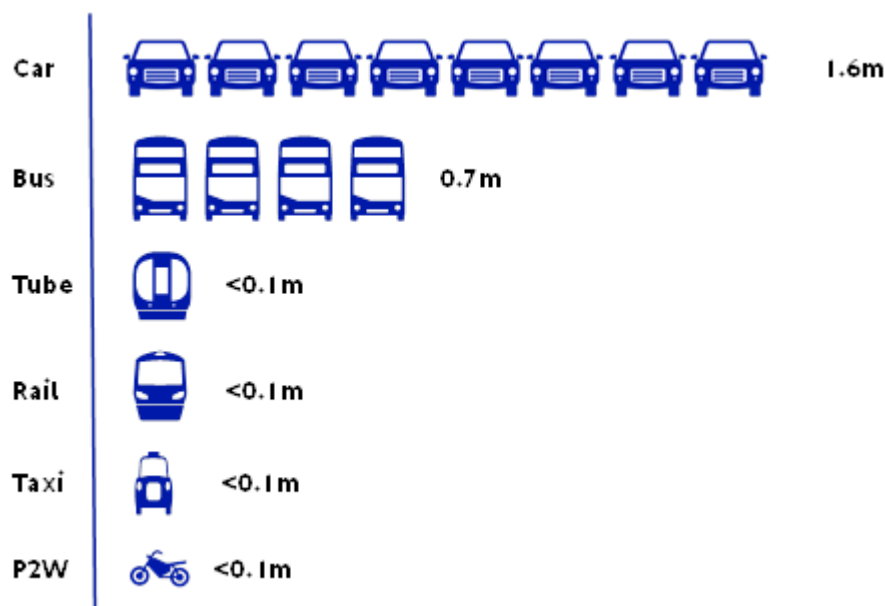 Car 1.6m
Bus 0.7m
Tube <0.1m
Rail <0.1m
Taxi <0.1m
P2W <0.1m